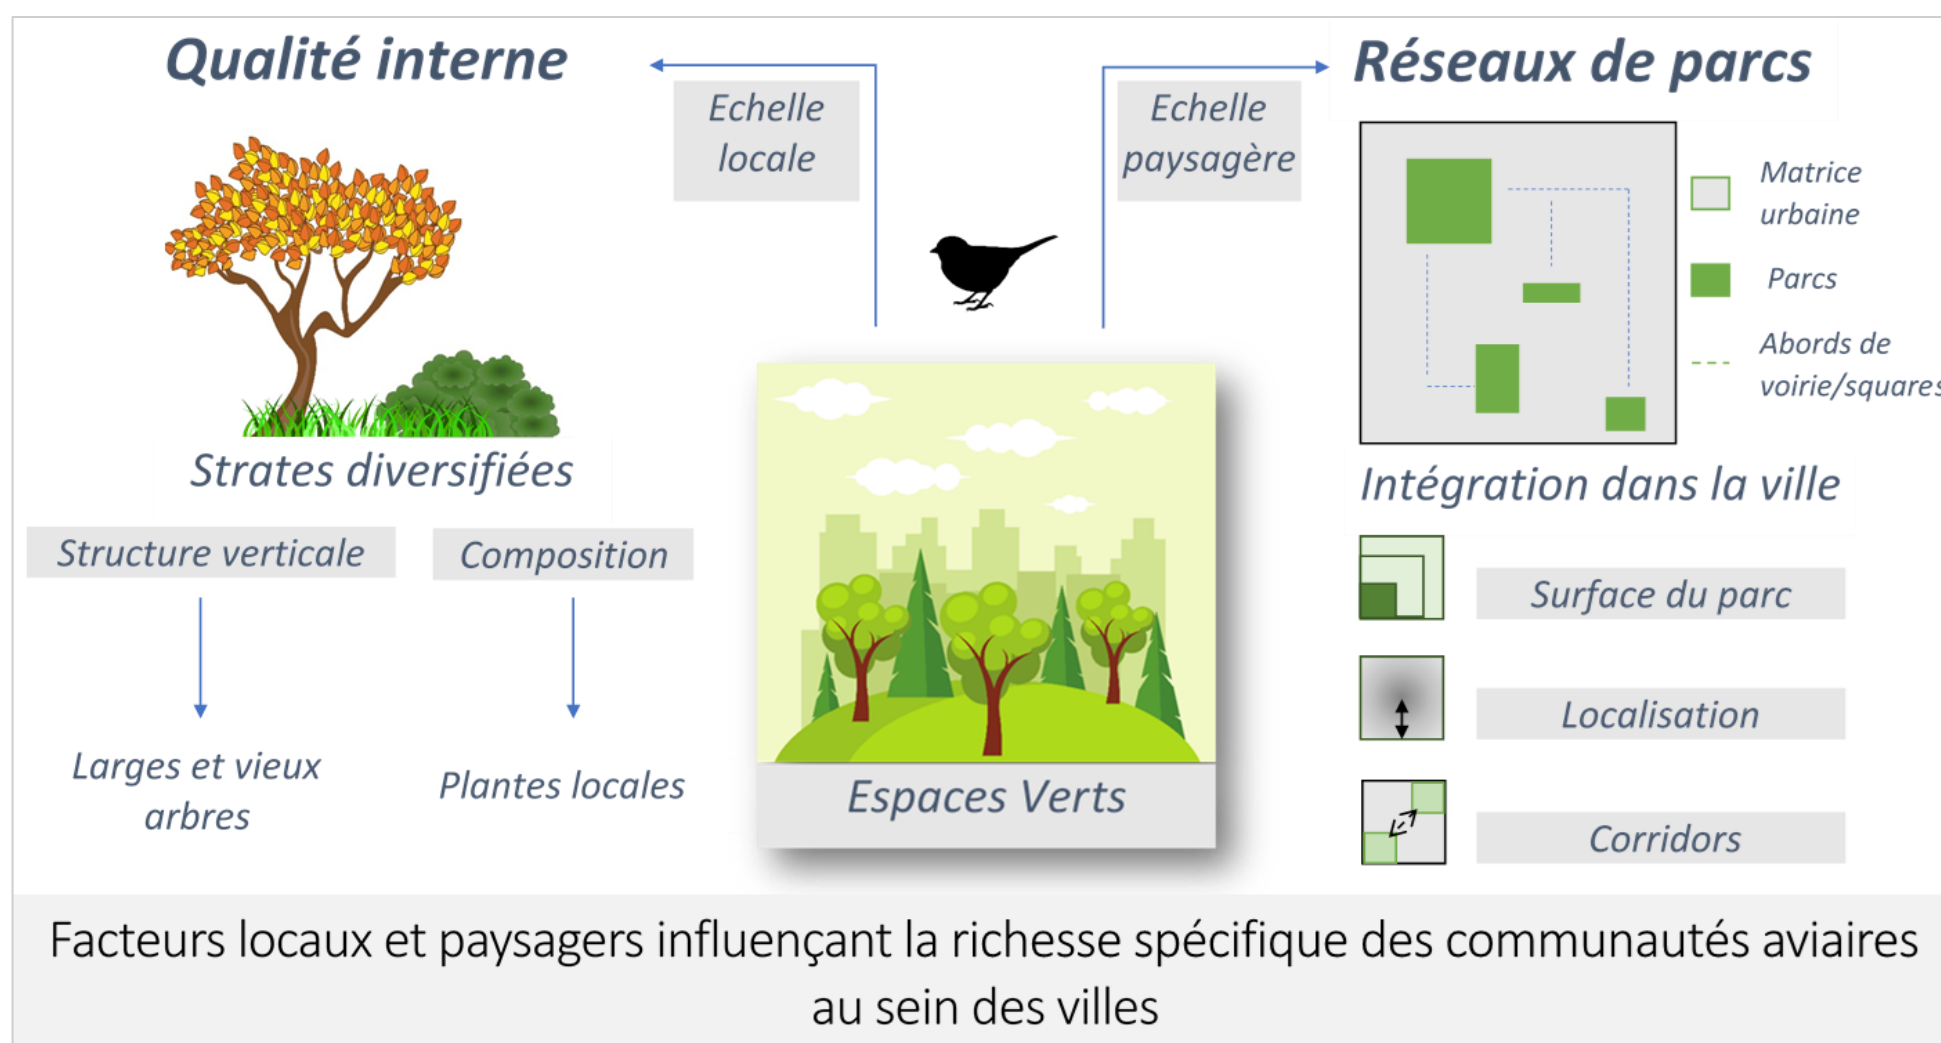 Qualité interne
Echelle
locale
Echelle
paysagère
Réseaux de parcs
Matrice
urbaine
Parcs
Abords de
voirie/squares
Strates diversifiées
Structure verticale
Composition
Larges et vieux
arbres
Plantes locales
Espaces Verts
Intégration dans la ville
Surface du parc
Localisation
Corridors
Facteurs locaux et paysagers influençant la richesse spécifique des communautés aviaires
au sein des villes